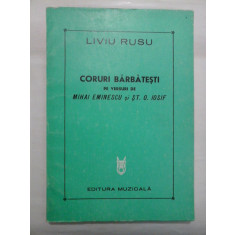 LIVIU RUSU
CORURI BĂRBĂTEȘTI
PE VERSURI DE
MIHAI EMINESCU și ȘT. O. IOSIF
EDITURA MUZICALĂ